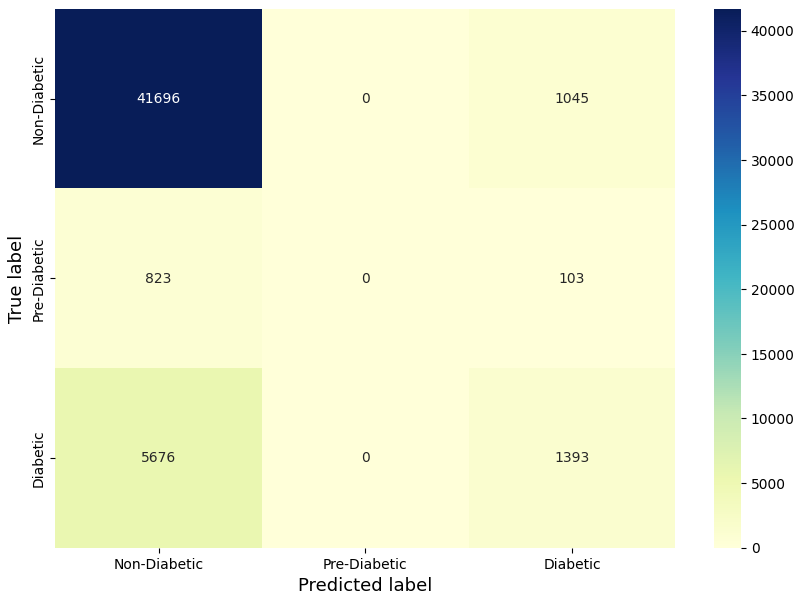 True label
Non-Diabetic
41696 0 1045
Pre-Diabetic
823 0 103
Diabetic
5676 0 1393
Non-Diabetic Pre-Diabetic Diabetic
Predicted label
40000
35000
30000
25000
20000
15000
10000
5000
0